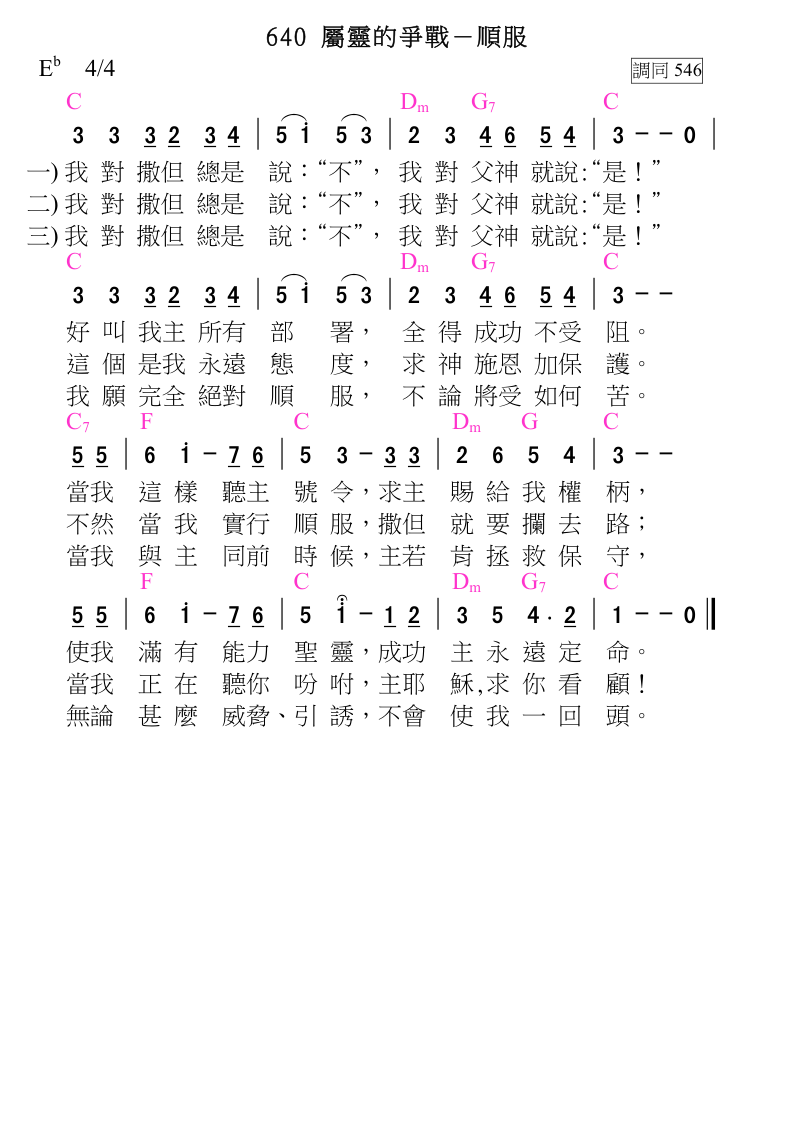 640 屬靈的爭戰－順服
E♭ 4/4 調同 546
C Dm G7 C
3 3 3 2 3 4 | 5 i 5 3 | 2 3 4 6 5 4 | 3 － － 0 |
一) 我 對 撒但 總是 說：“不”， 我 對 父神 就說：“是！”
二) 我 對 撒但 總是 說：“不”， 我 對 父神 就說：“是！”
三) 我 對 撒但 總是 說：“不”， 我 對 父神 就說：“是！”
C Dm G7 C
3 3 3 2 3 4 | 5 i 5 3 | 2 3 4 6 5 4 | 3 － －
好 叫 我主 所有 部 署， 全 得 成功 不受 阻。
這 個 是我 永遠 態 度， 求 神 施恩 加保 護。
我 願 完全 絕對 順 服， 不 論 將受 如何 苦。
C7 F C Dm G C
5 5 | 6 i － 7 6 | 5 3 － 3 3 | 2 6 5 4 | 3 － －
當我 這 樣 聽主 號 令，求主 賜 給 我 權 柄，
不然 當 我 實行 順 服，撒但 就 要 攔 去 路；
當我 與 主 同前 時 候，主若 肯 拯 救 保 守，
F C Dm G7 C
5 5 | 6 i － 7 6 | 5 i － 1 2 | 3 5 4 . 2 | 1 － － 0 ‖
使我 滿 有 能力 聖 靈，成功 主 永 遠 定 命。
當我 正 在 聽你 吩 咐，主耶 穌，求 你 看 顧！
無論 甚 麼 威脅、引 誘，不會 使 我 一 回 頭。